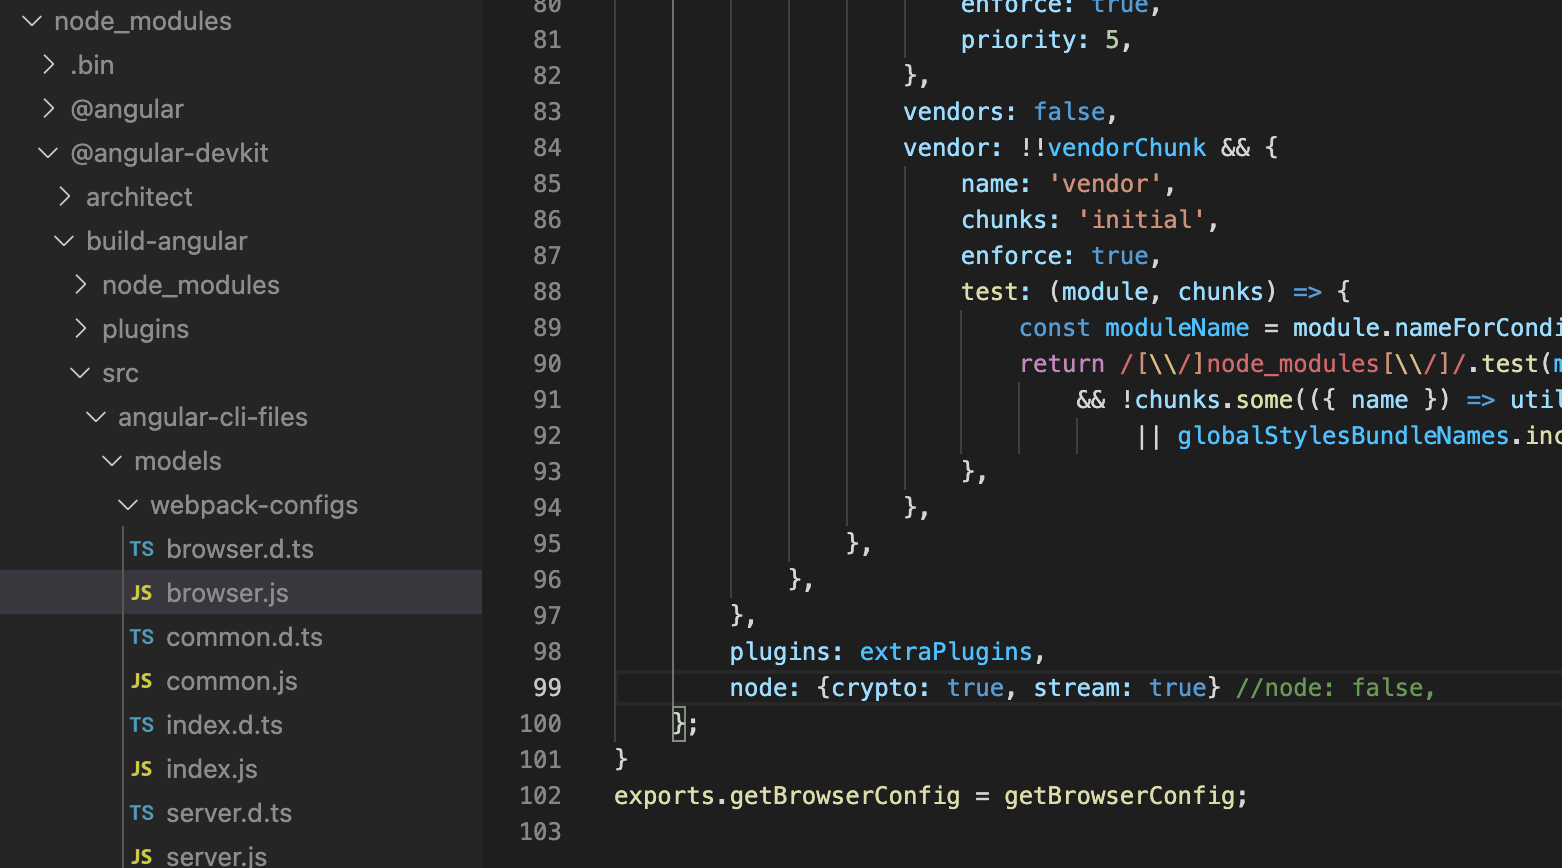 node_modules
.bin
@angular
@angular-devkit
architect
build-angular
node_modules
plugins
src
angular-cli-files
models
webpack-configs
TS browser.d.ts
JS browser.js
TS common.d.ts
JS common.js
TS index.d.ts
JS index.js
TS server.d.ts
JS server.js
80 enforce: true,
81 priority: 5,
82 },
83 vendors: false,
84 vendor: !!vendorChunk && {
85 name: 'vendor',
86 chunks: 'initial',
87 enforce: true,
88 test: (module, chunks) => {
89 const moduleName = module.nameForCondi
90 return /[\\/]node_modules[\\/]/.test(m
91 && !chunks.some(({ name }) => util
92 || globalStylesBundleNames.inc
93 },
94 },
95 },
96 },
97 },
98 plugins: extraPlugins,
99 node: {crypto: true, stream: true} //node: false,
100 };
101 }
102 exports.getBrowserConfig = getBrowserConfig;
103